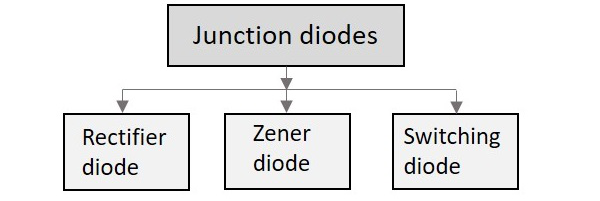 Junction diodes
Rectifier
diode
Zener
diode
Switching
diode